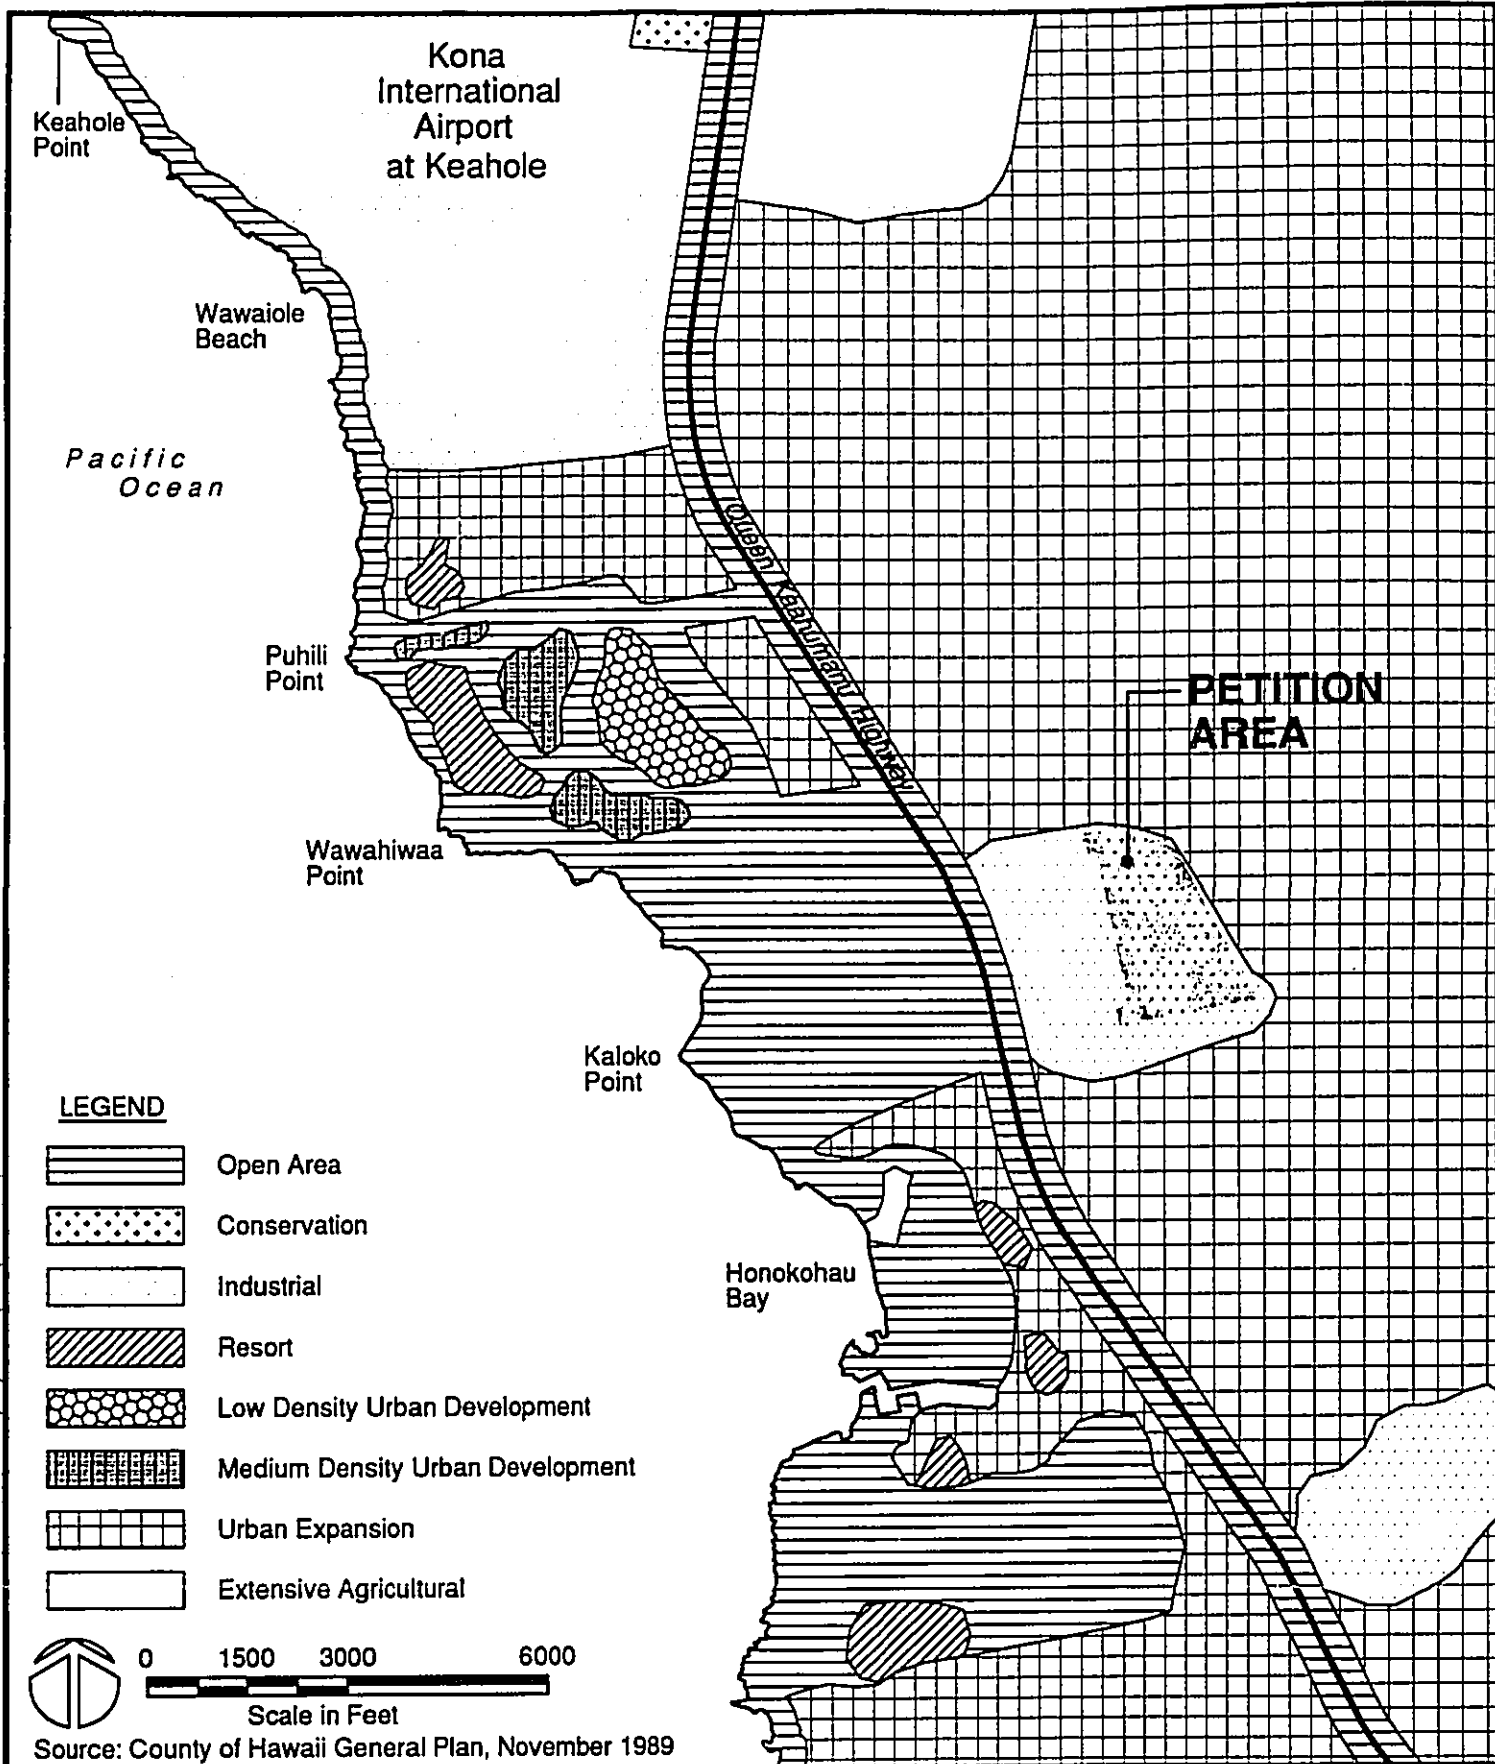 Kona
International
Airport
at Keahole
Keahole
Point
Wawaiole
Beach
Pacific
Ocean
Queen Kaahumanu Highway
Puhili
Point
PETITION
AREA
Wawahiwaa
Point
Kaloko
Point
Honokohau
Bay
LEGEND
Open Area
Conservation
Industrial
Resort
Low Density Urban Development
Medium Density Urban Development
Urban Expansion
Extensive Agricultural
0 1500 3000 6000
Scale in Feet
Source: County of Hawaii General Plan, November 1989